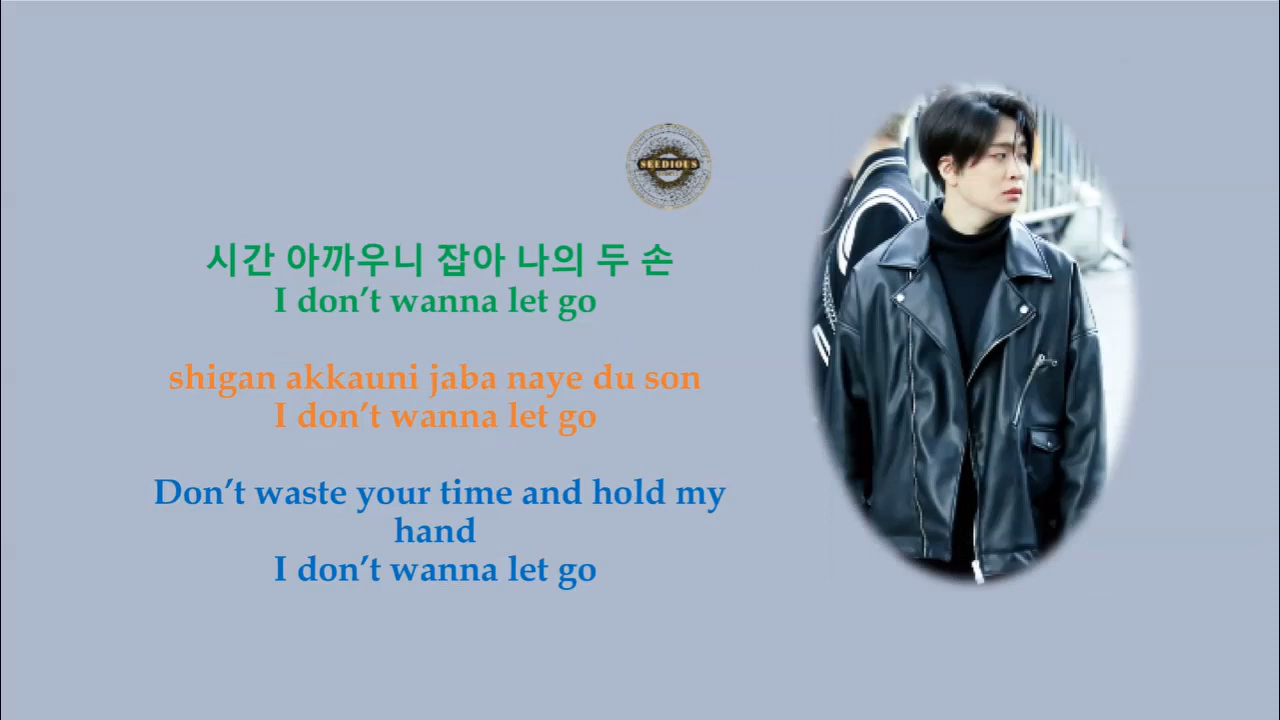 SEEDIOUS
시간 아까우니 잡아 나의 두 손
I don’t wanna let go
shigan akkauni jaba naye du son
I don’t wanna let go
Don’t waste your time and hold my
hand
I don’t wanna let go